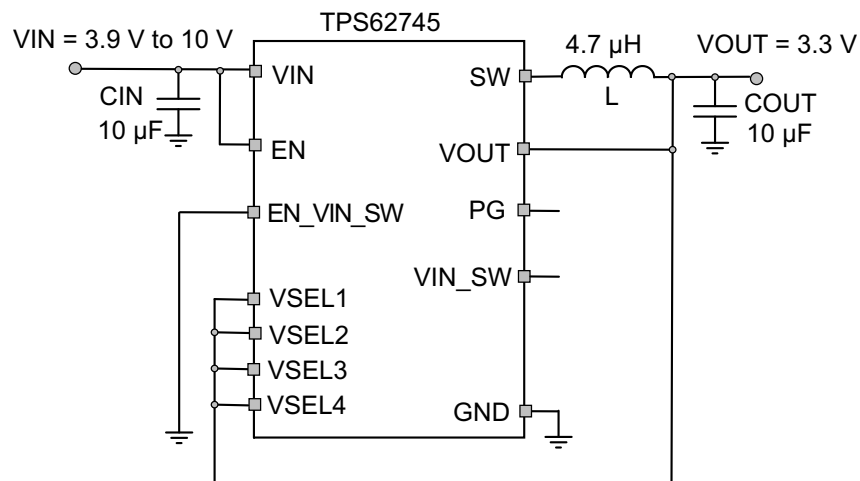 TPS62745
VIN = 3.9 V to 10 V
4.7 µH
VOUT = 3.3 V
VIN
SW
CIN
L
COUT
10 µF
10 µF
EN
VOUT
EN_VIN_SW
PG
VIN_SW
VSEL1
VSEL2
VSEL3
VSEL4
GND